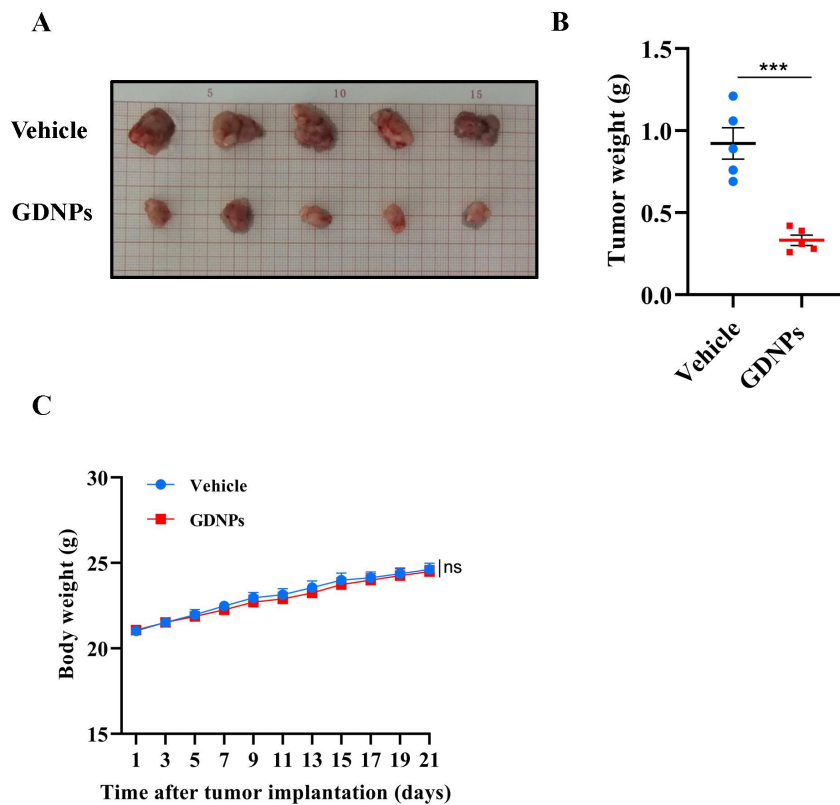 A
5 10 15
Vehicle
GDNPs
B
Tumor weight (g)
1.5
1.0
0.5
0.0
***
Vehicle
GDNPs
C
Body weight (g)
30
25
20
15
Vehicle
GDNPs
ns
1 3 5 7 9 11 13 15 17 19 21
Time after tumor implantation (days)